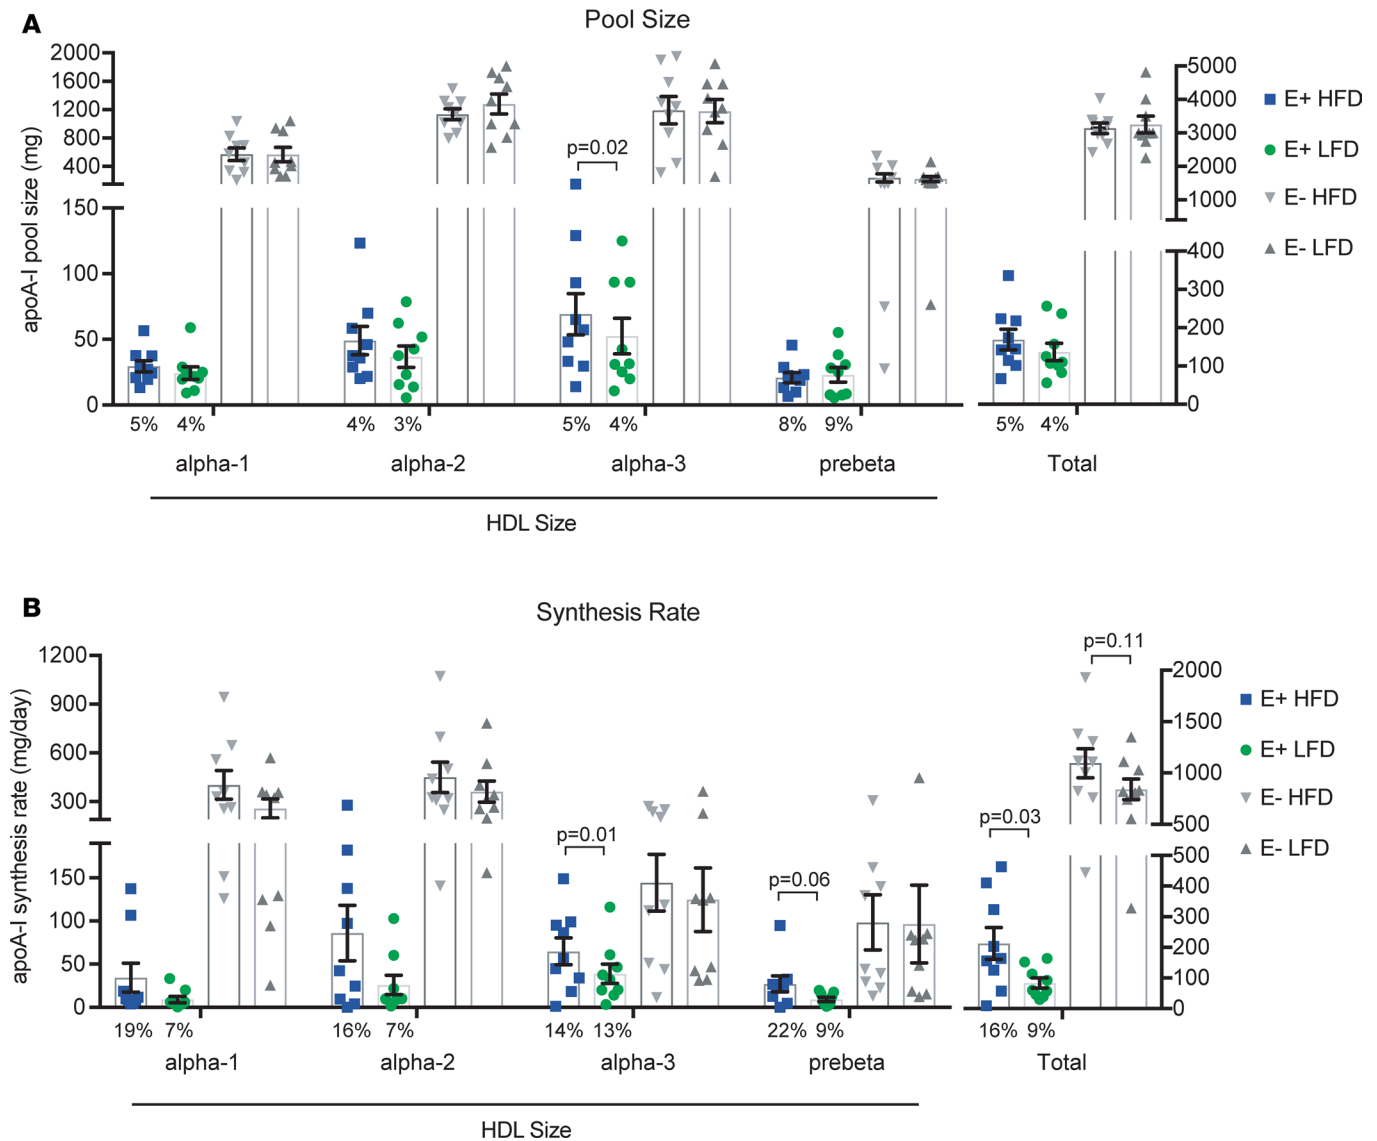 A
Pool Size
apoA-I pool size (mg)
2000
1600
1200
800
400
150
100
50
0
p=0.02
5000
4000
3000
2000
1000
400
300
200
100
0
E+ HFD
E+ LFD
E- HFD
E- LFD
5% 4% 4% 3% 5% 4% 8% 9% 5% 4%
alpha-1 alpha-2 alpha-3 prebeta Total
HDL Size
B
Synthesis Rate
apoA-I synthesis rate (mg/day)
1200
900
600
300
150
100
50
0
p=0.01
p=0.06
p=0.03
p=0.11
2000
1500
1000
500
500
400
300
200
100
0
E+ HFD
E+ LFD
E- HFD
E- LFD
19% 7% 16% 7% 14% 13% 22% 9% 16% 9%
alpha-1 alpha-2 alpha-3 prebeta Total
HDL Size